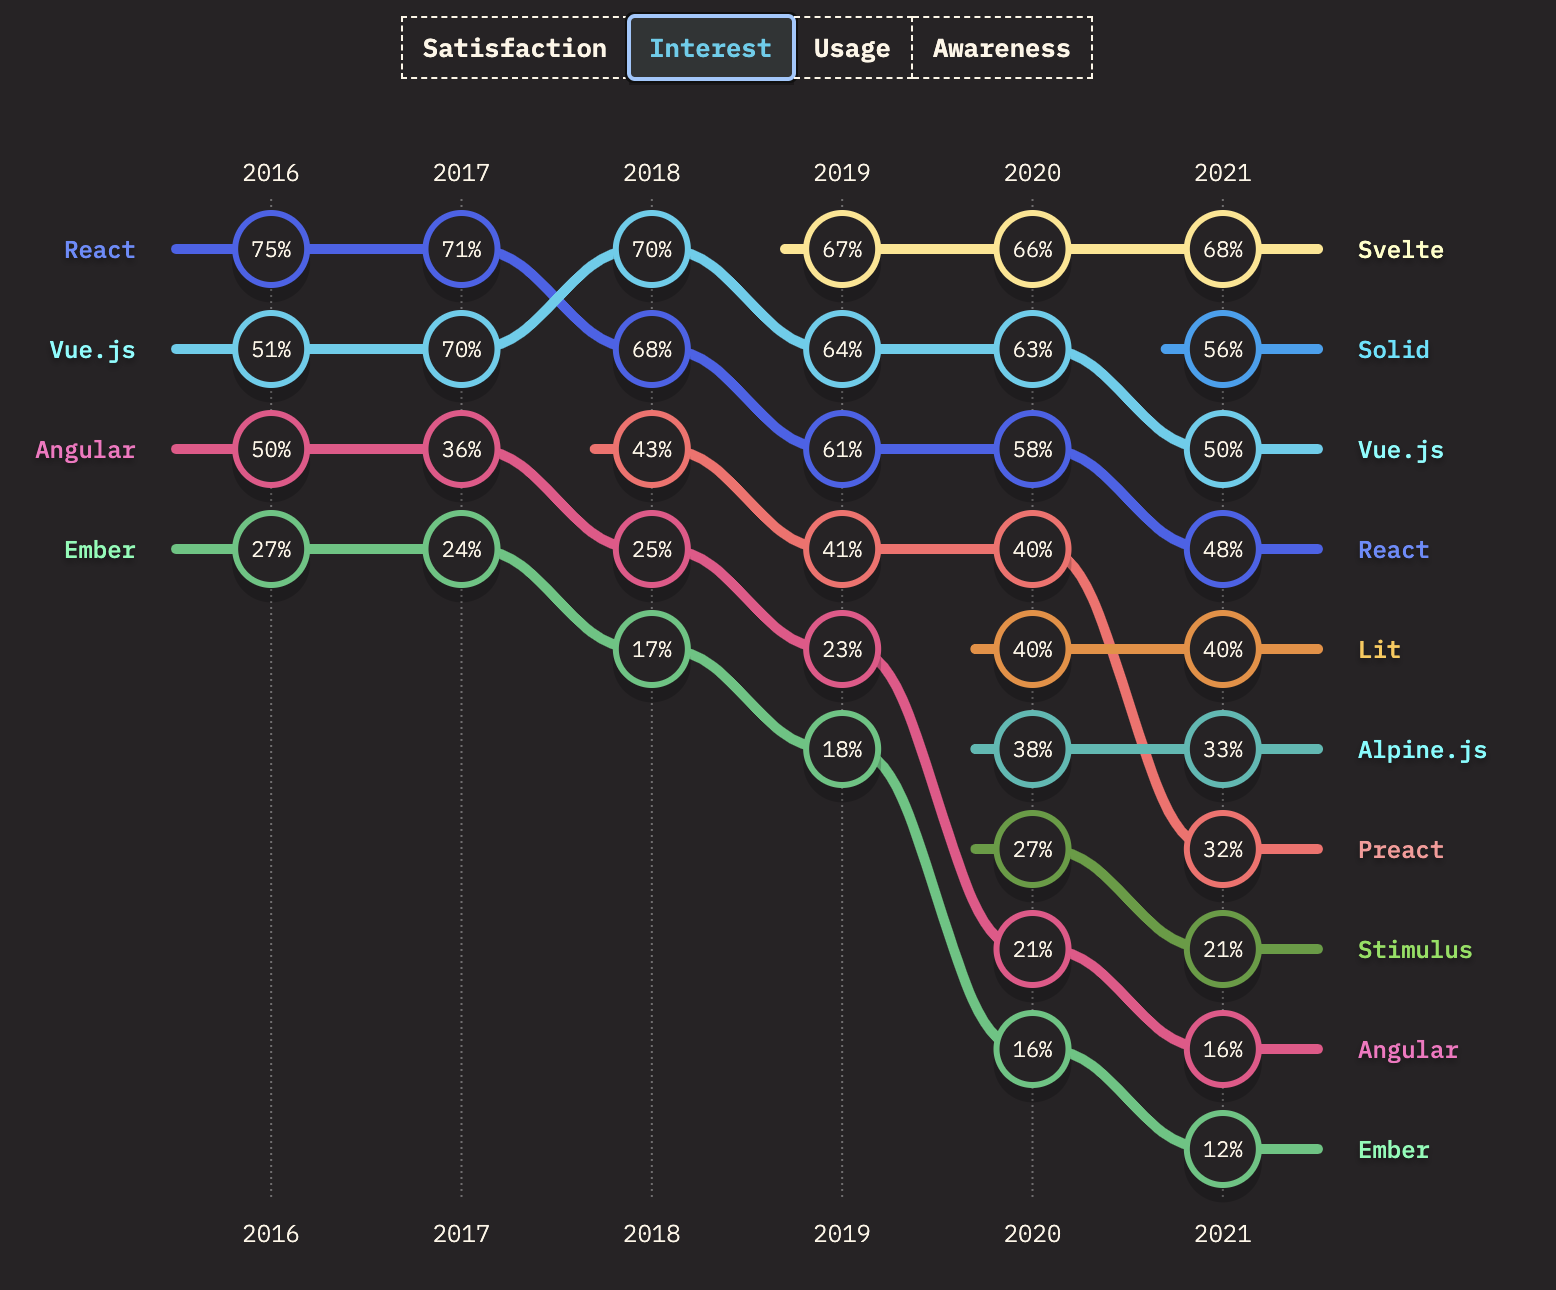 Satisfaction Interest Usage Awareness
2016 2017 2018 2019 2020 2021
React 75% 71% 70% 67% 66% 68% Svelte
Vue.js 51% 70% 68% 64% 63% 56% Solid
Angular 50% 36% 43% 61% 58% 50% Vue.js
Ember 27% 24% 25% 41% 40% 48% React
17% 23% 40% 40% Lit
18% 38% 33% Alpine.js
27% 32% Preact
21% 21% Stimulus
16% 16% Angular
12% Ember
2016 2017 2018 2019 2020 2021